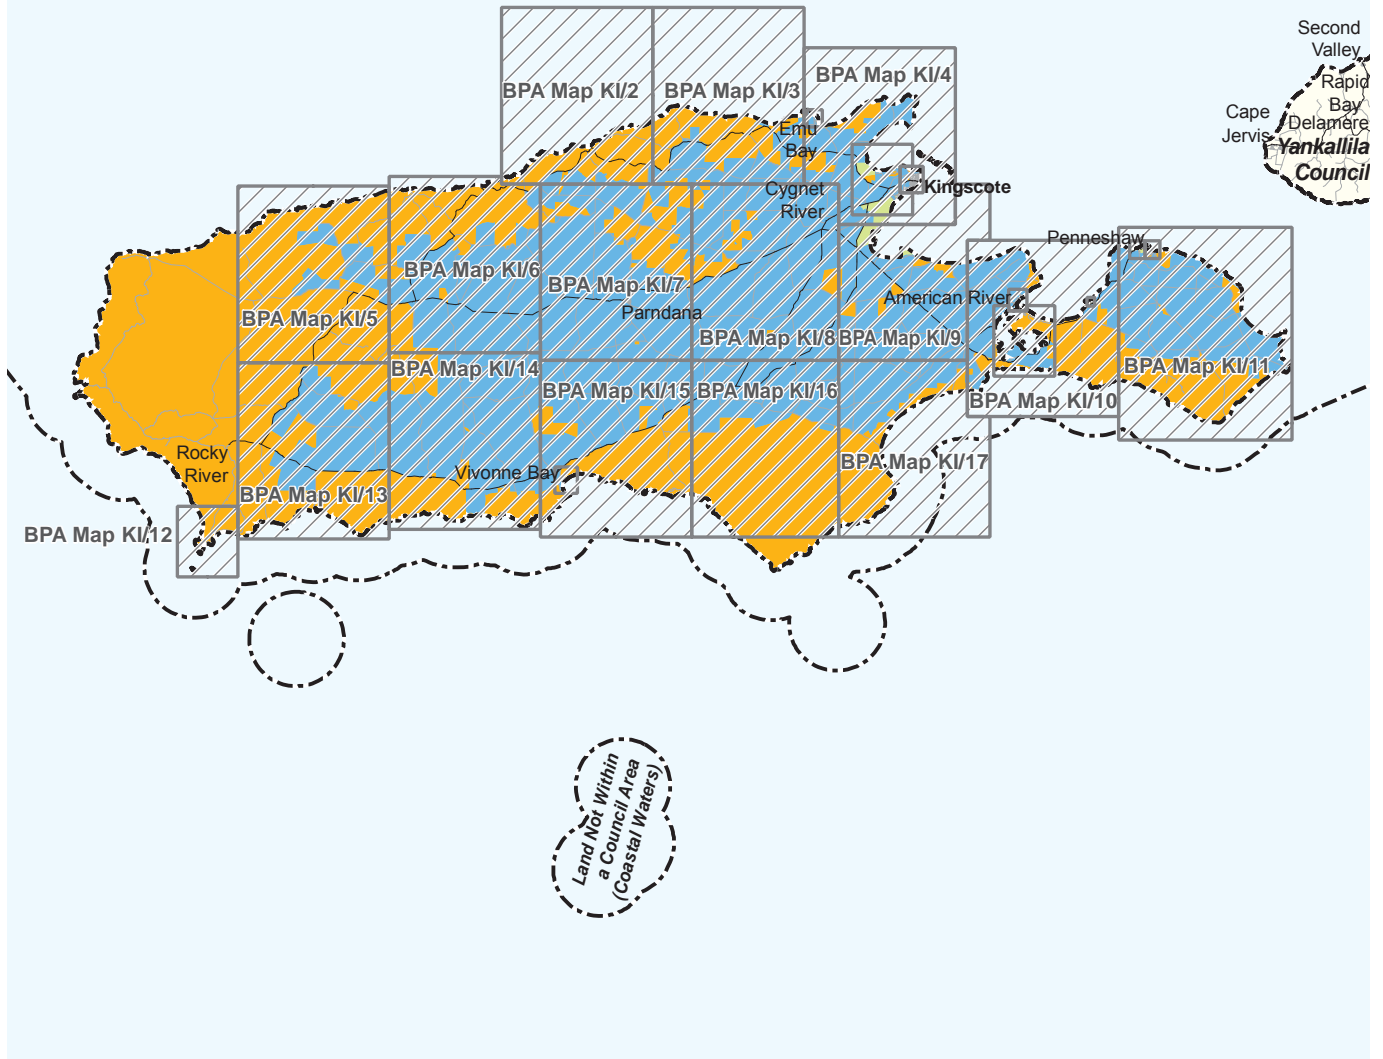 Second
Valley
BPA Map KI/4
Rapid
Bay
BPA Map KI/2
BPA Map KI/3
Cape
Jervis
Delamere
Emu
Bay
Yankallila
Council
Cygnet
River
Kingscote
Penneshaw
BPA Map KI/6
BPA Map KI/7
American River
BPA Map KI/5
Parndana
BPA Map KI/8
BPA Map KI/9
BPA Map KI/14
BPA Map KI/11
BPA Map KI/15
BPA Map KI/16
BPA Map KI/10
Rocky
River
Vivonne Bay
BPA Map KI/17
BPA Map KI/13
BPA Map KI/12
Land Not Within
a Council Area
(Coastal Waters)